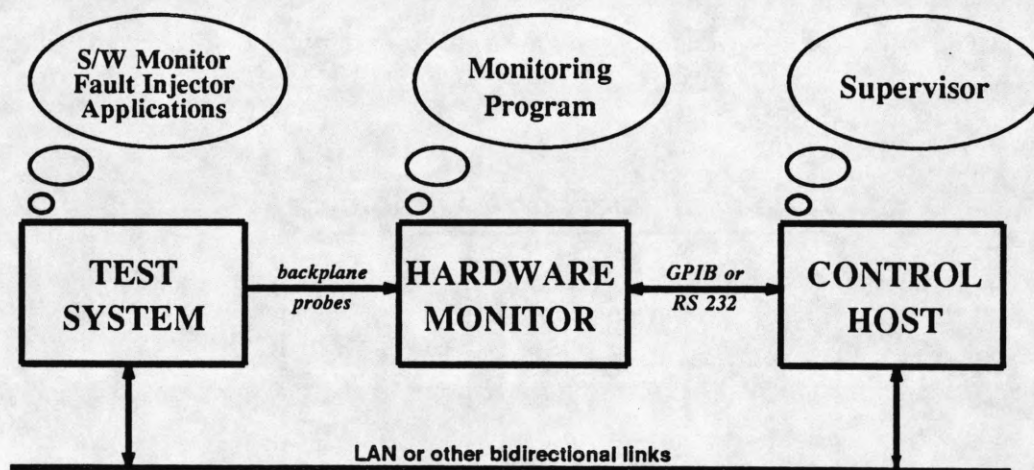 S/W Monitor
Fault Injector
Applications
Monitoring
Program
Supervisor
TEST
SYSTEM
backplane
probes
HARDWARE
MONITOR
GPIB or
RS 232
CONTROL
HOST
LAN or other bidirectional links